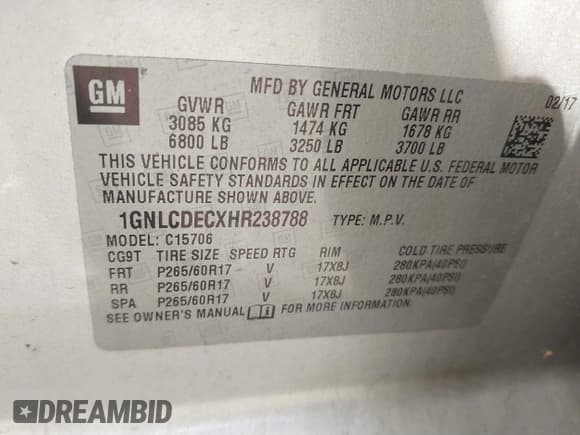 GM
MFD BY GENERAL MOTORS LLC
02/17
GVWR GAWR FRT GAWR RR
3085 KG 1474 KG 1678 KG
6800 LB 3250 LB 3700 LB
THIS VEHICLE CONFORMS TO ALL APPLICABLE U.S. FEDERAL MOTOR
VEHICLE SAFETY STANDARDS IN EFFECT ON THE DATE OF
MANUFACTURE SHOWN ABOVE.
1GNLCDECXHR238788 TYPE: M.P.V.
MODEL: C15706
CG9T TIRE SIZE SPEED RTG RIM COLD TIRE PRESSURE
FRT P265/60R17 V 17X8J 280KPA(40PSI)
RR P265/60R17 V 17X8J 280KPA(40PSI)
SPA P265/60R17 V 17X8J 280KPA(40PSI)
SEE OWNER'S MANUAL FOR MORE INFORMATION.
DREAMBID